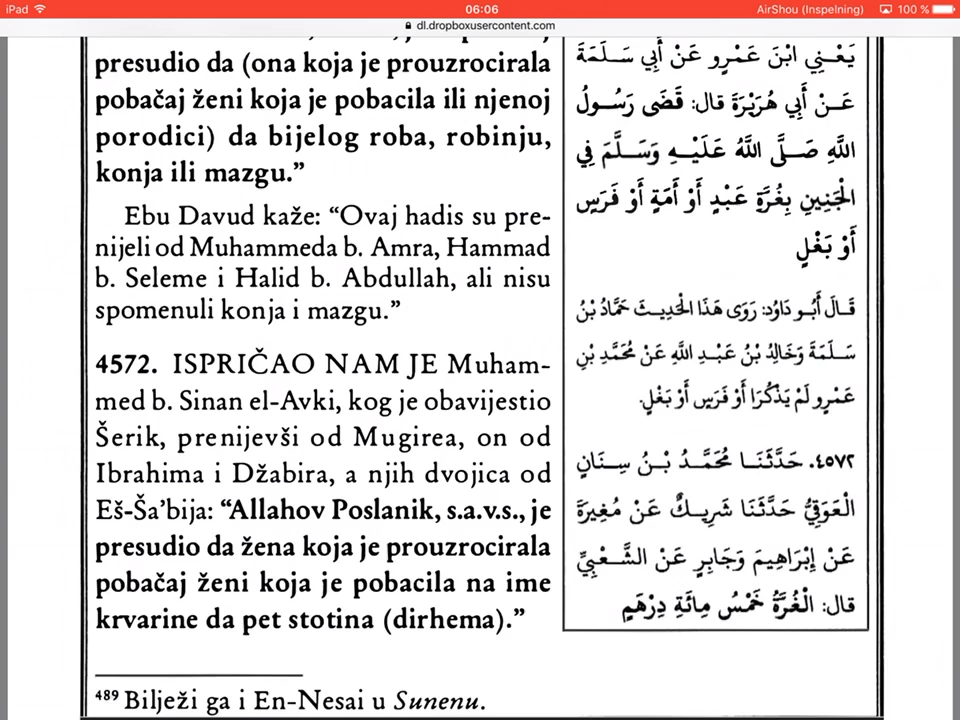 iPad 06:06 AirShou (Inspelning) 100 %
dl.dropboxusercontent.com
presudio da (ona koja je prouzrocirala
pobačaj ženi koja je pobacila ili njenoj
porodici) da bijelog roba, robinju,
konja ili mazgu.”
Ebu Davud kaže: “Ovaj hadis su pre-
nijeli od Muhammeda b. Amra, Hammad
b. Seleme i Halid b. Abdullah, ali nisu
spomenuli konja i mazgu.”
4572. ISPRIČAO NAM JE Muham-
med b. Sinan el-Avki, kog je obavijestio
Šerik, prenijevši od Mugirea, on od
Ibrahima i Džabira, a njih dvojica od
Eš-Ša’bija: “Allahov Poslanik, s.a.v.s., je
presudio da žena koja je prouzrocirala
pobačaj ženi koja je pobacila na ime
krvarine da pet stotina (dirhema).”
489 Bilježi ga i En-Nesai u Sunenu.
يَعْنِي ابْنَ عَمْرٍو عَنْ أَبِي سَلَمَةَ
عَنْ أَبِي هُرَيْرَةَ قال: قَضَى رَسُولُ
اللَّهِ صَلَّى اللَّهُ عَلَيْهِ وَسَلَّمَ فِي
الْجَنِينِ بِغُرَّةٍ عَبْدٍ أَوْ أَمَةٍ أَوْ فَرَسٍ
أَوْ بَغْلٍ
قَالَ أَبُو دَاوُد: رَوَى هَذَا الْحَدِيثَ حَمَّادُ بْنُ
سَلَمَةَ وَخَالِدُ بْنُ عَبْدِ اللَّهِ عَنْ مُحَمَّدِ بْنِ
عَمْرٍو لَمْ يَذْكُرَا أَوْ فَرَسٍ أَوْ بَغْلٍ.
٤٥٧٢. حَدَّثَنَا مُحَمَّدُ بْنُ سِنَانٍ
الْعَوَقِيُّ حَدَّثَنَا شَرِيكٌ عَنْ مُغِيرَةَ
عَنْ إِبْرَاهِيمَ وَجَابِرٍ عَنْ الشَّعْبِيِّ
قال: الْغُرَّةُ خَمْسُ مِائَةِ دِرْهَمٍ